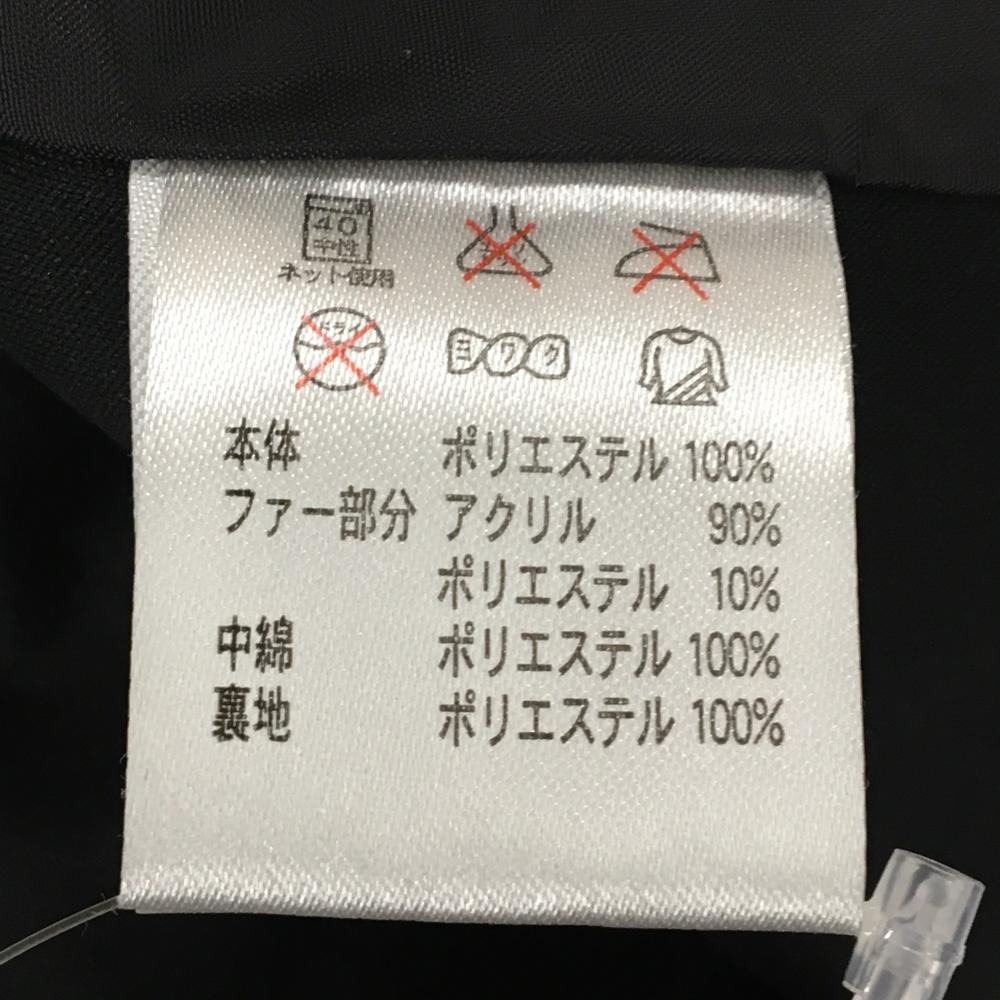 40
中性
ネット使用
ドライ
ヨワク
本体 ポリエステル 100%
ファー部分 アクリル 90%
ポリエステル 10%
中綿 ポリエステル 100%
裏地 ポリエステル 100%